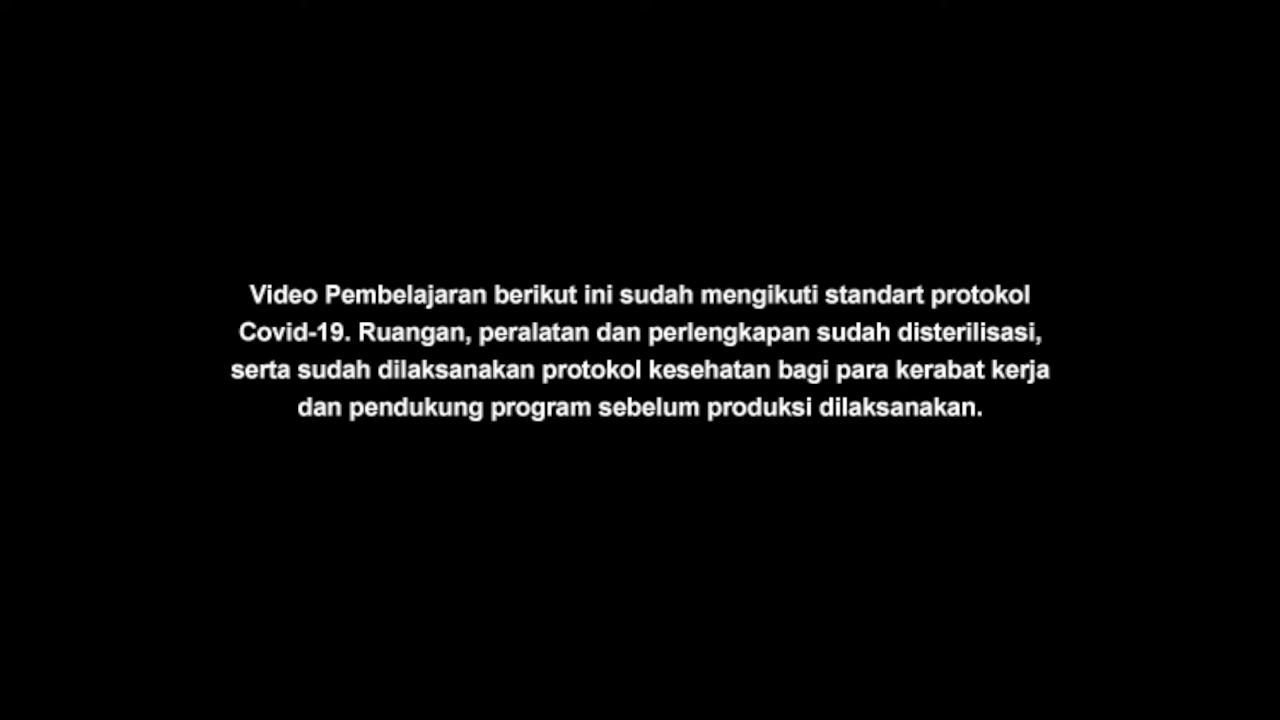 Video Pembelajaran berikut ini sudah mengikuti standart protokol
Covid-19. Ruangan, peralatan dan perlengkapan sudah disterilisasi,
serta sudah dilaksanakan protokol kesehatan bagi para kerabat kerja
dan pendukung program sebelum produksi dilaksanakan.